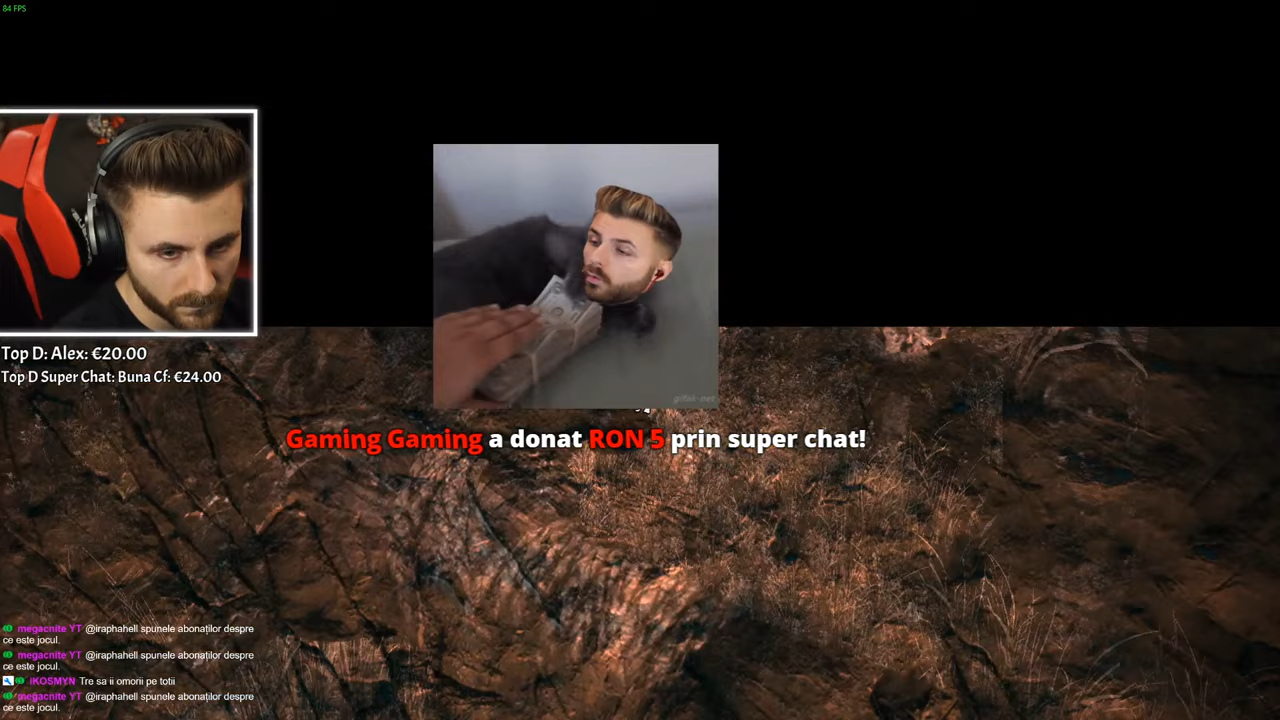 84 FPS
Top D: Alex: €20.00
Top D Super Chat: Buna Cf: €24.00
gifak-net
Gaming Gaming a donat RON 5 prin super chat!
megacnite YT @iraphahell spunele abonaților despre
ce este jocul.
megacnite YT @iraphahell spunele abonaților despre
ce este jocul.
iKOSMYN Tre sa ii omorii pe totii
megacnite YT @iraphahell spunele abonaților despre
ce este jocul.